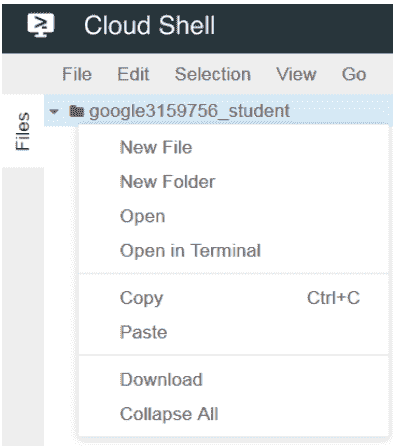 Cloud Shell
File Edit Selection View Go
Files
google3159756_student
New File
New Folder
Open
Open in Terminal
Copy Ctrl+C
Paste
Download
Collapse All